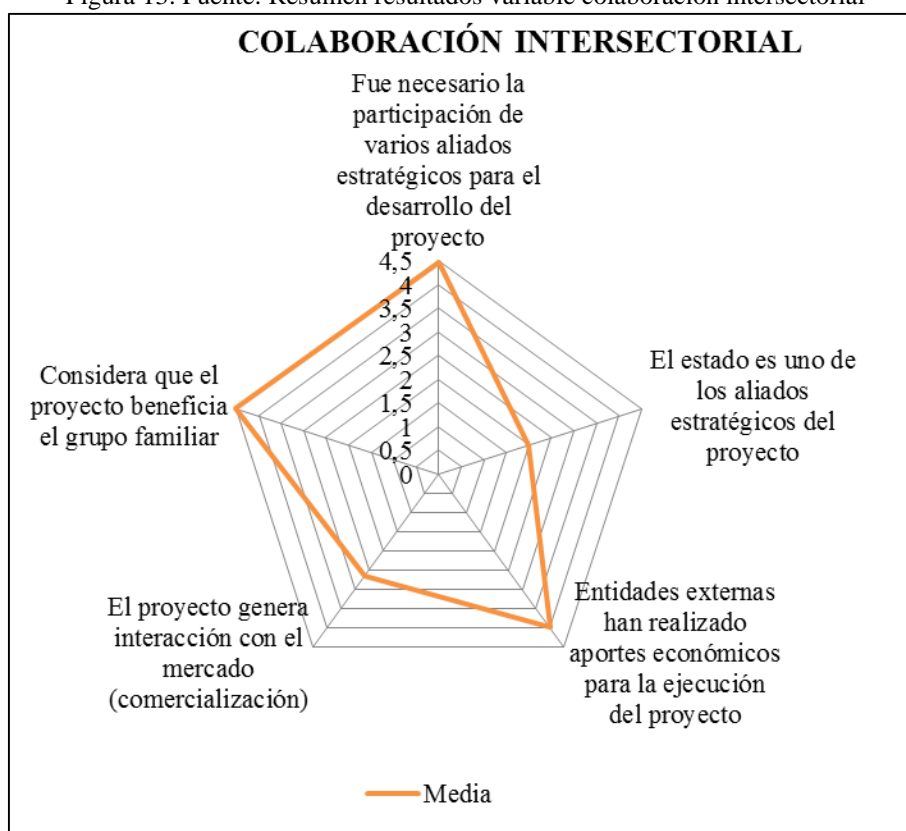 Figura 13. Fuente: Resumen resultados variable colaboración intersectorial
COLABORACIÓN INTERSECTORIAL
Fue necesario la
participación de
varios aliados
estratégicos para el
desarrollo del
proyecto
4,5
4
3,5
3
2,5
2
1,5
1
0,5
0
El estado es uno de
los aliados
estratégicos del
proyecto
Entidades externas
han realizado
aportes económicos
para la ejecución
del proyecto
El proyecto genera
interacción con el
mercado
(comercialización)
Considera que el
proyecto beneficia
el grupo familiar
Media